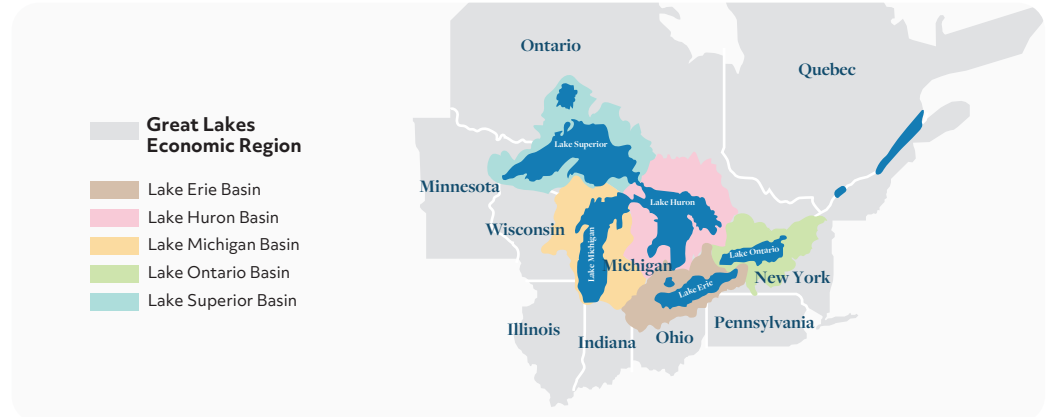 Great Lakes
Economic Region
Lake Erie Basin
Lake Huron Basin
Lake Michigan Basin
Lake Ontario Basin
Lake Superior Basin
Ontario
Quebec
Lake Superior
Minnesota
Lake Huron
Wisconsin
Lake Michigan
Lake Ontario
Michigan
New York
Lake Erie
Illinois
Indiana
Ohio
Pennsylvania